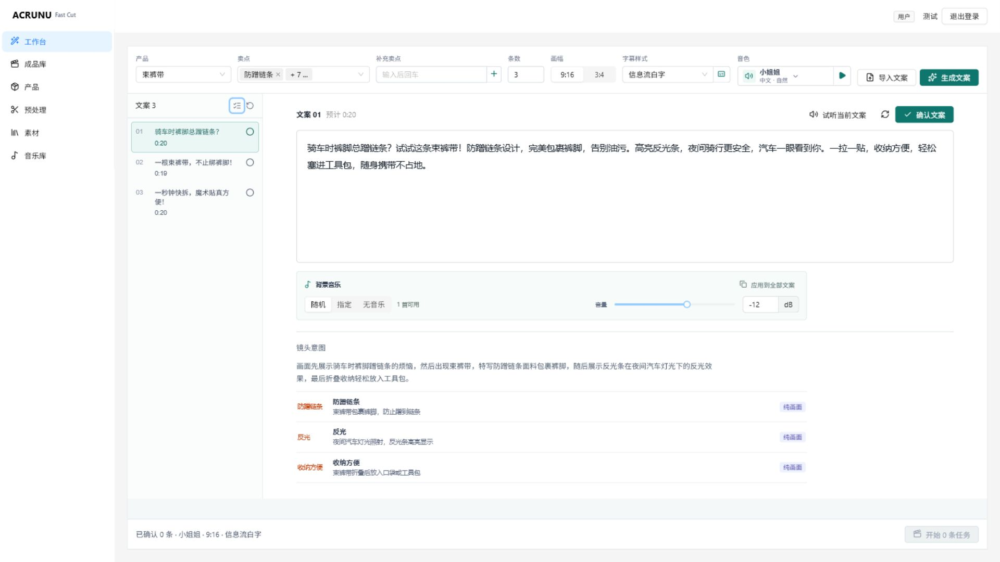 ACRUNU Fast Cut
用户
测试
退出登录
工作台
成品库
产品
预处理
素材
音乐库
产品
束裤带
卖点
防蹭链条
+ 7 ...
补充卖点
输入后回车
条数
3
画幅
9:16
3:4
字幕样式
信息流白字
音色
小姐姐
中文 · 自然
导入文案
生成文案
文案 3
01
骑车时裤脚总蹭链条？
0:20
02
一根束裤带，不止绑裤脚！
0:19
03
一秒钟快拆，魔术贴真方
便！
0:20
文案 01 预计 0:20
试听当前文案
确认文案
骑车时裤脚总蹭链条？试试这条束裤带！防蹭链条设计，完美包裹裤脚，告别油污。高亮反光条，夜间骑行更安全，汽车一眼看到你。一拉一贴，收纳方便，轻松
塞进工具包，随身携带不占地。
背景音乐
应用到全部文案
随机
指定
无音乐
1 首可用
音量
-12
dB
镜头意图
画面先展示骑车时裤脚蹭链条的烦恼，然后出现束裤带，特写防蹭链条面料包裹裤脚，随后展示反光条在夜间汽车灯光下的反光效
果，最后折叠收纳轻松放入工具包。
防蹭链条
防蹭链条
束裤带包裹裤脚，防止蹭到链条
纯画面
反光
反光
夜间汽车灯光照射，反光条高亮显示
纯画面
收纳方便
收纳方便
束裤带折叠后放入口袋或工具包
纯画面
已确认 0 条 · 小姐姐 · 9:16 · 信息流白字
开始 0 条任务